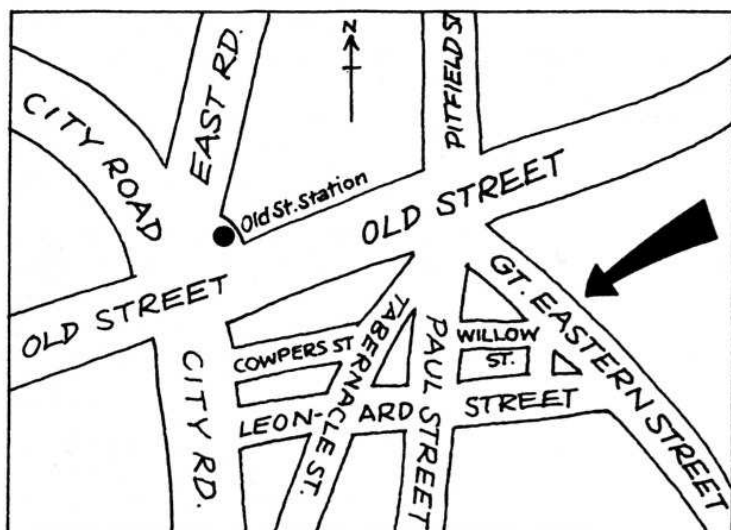 N
CITY ROAD
EAST RD.
PITFIELD ST
Old St. Station
OLD STREET
OLD STREET
GT. EASTERN STREET
COWPERS ST
TABERNACLE ST.
PAUL STREET
WILLOW
ST.
CITY RD.
LEON-ARD STREET